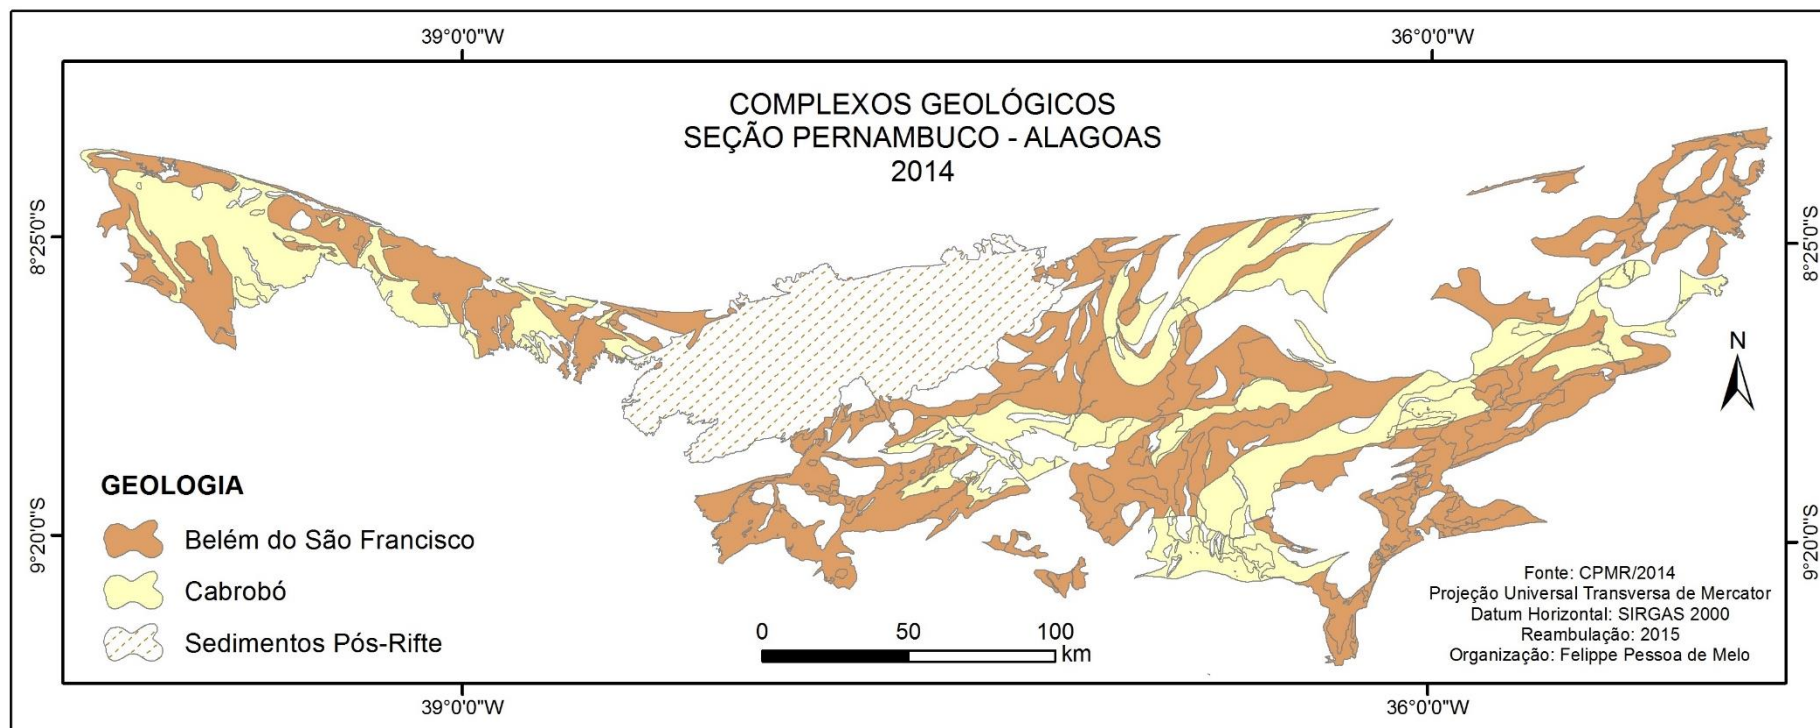 39°0'0"W
36°0'0"W
COMPLEXOS GEOLÓGICOS
SEÇÃO PERNAMBUCO - ALAGOAS
2014
8°25'0"S
8°25'0"S
N
GEOLOGIA
Belém do São Francisco
Cabrobó
Sedimentos Pós-Rifte
9°20'0"S
9°20'0"S
0 50 100
km
Fonte: CPMR/2014
Projeção Universal Transversa de Mercator
Datum Horizontal: SIRGAS 2000
Reambulação: 2015
Organização: Felippe Pessoa de Melo
39°0'0"W
36°0'0"W